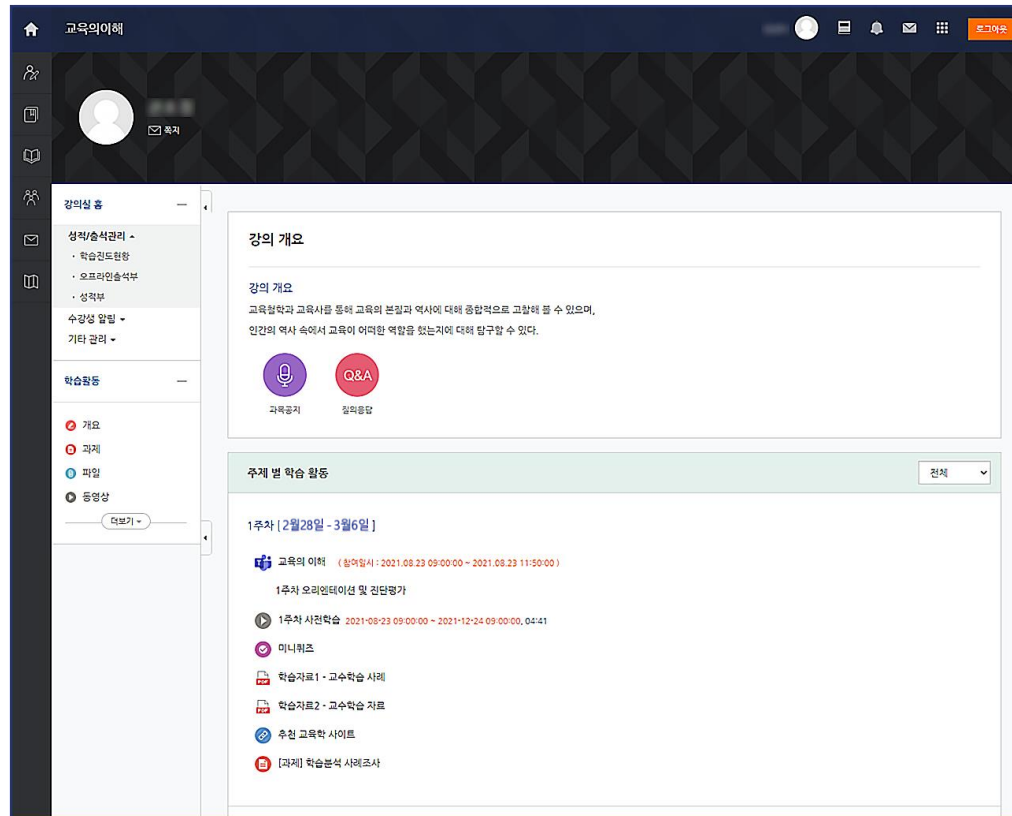 교육의이해
로그아웃
쪽지
강의실 홈
성적/출석관리
· 학습진도현황
· 오프라인출석부
· 성적부
수강생 알림
기타 관리
학습활동
개요
과제
파일
동영상
더보기
강의 개요
강의 개요
교육철학과 교육사를 통해 교육의 본질과 역사에 대해 종합적으로 고찰해 볼 수 있으며,
인간의 역사 속에서 교육이 어떠한 역할을 했는지에 대해 탐구할 수 있다.
Q&A
과목공지 질의응답
주제 별 학습 활동 전체
1주차 [ 2월28일 - 3월6일 ]
교육의 이해 ( 참여일시 : 2021.08.23 09:00:00 ~ 2021.08.23 11:50:00 )
1주차 오리엔테이션 및 진단평가
1주차 사전학습 2021-08-23 09:00:00 ~ 2021-12-24 09:00:00, 04:41
미니퀴즈
PDF 학습자료1 - 교수학습 사례
PDF 학습자료2 - 교수학습 자료
추천 교육학 사이트
[과제] 학습분석 사례조사